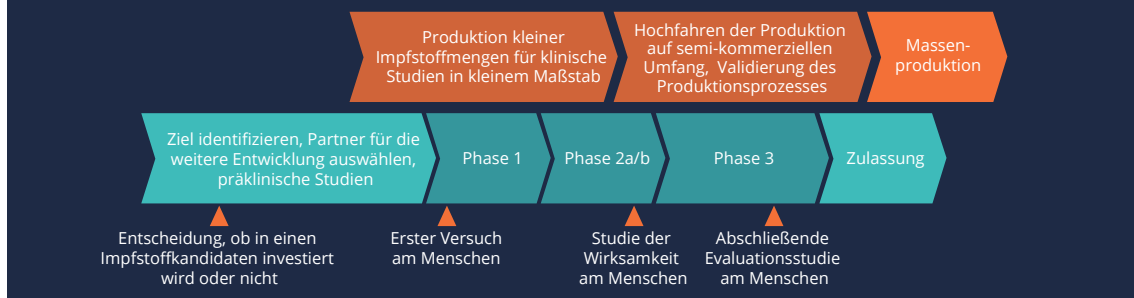 Produktion kleiner
Impfstoffmengen für klinische
Studien in kleinem Maßstab
Hochfahren der Produktion
auf semi-kommerziellen
Umfang, Validierung des
Produktionsprozesses
Massen-
produktion
Ziel identifizieren, Partner für die
weitere Entwicklung auswählen,
präklinische Studien
Phase 1
Phase 2a/b
Phase 3
Zulassung
Entscheidung, ob in einen
Impfstoffkandidaten investiert
wird oder nicht
Erster Versuch
am Menschen
Studie der
Wirksamkeit
am Menschen
Abschließende
Evaluationsstudie
am Menschen